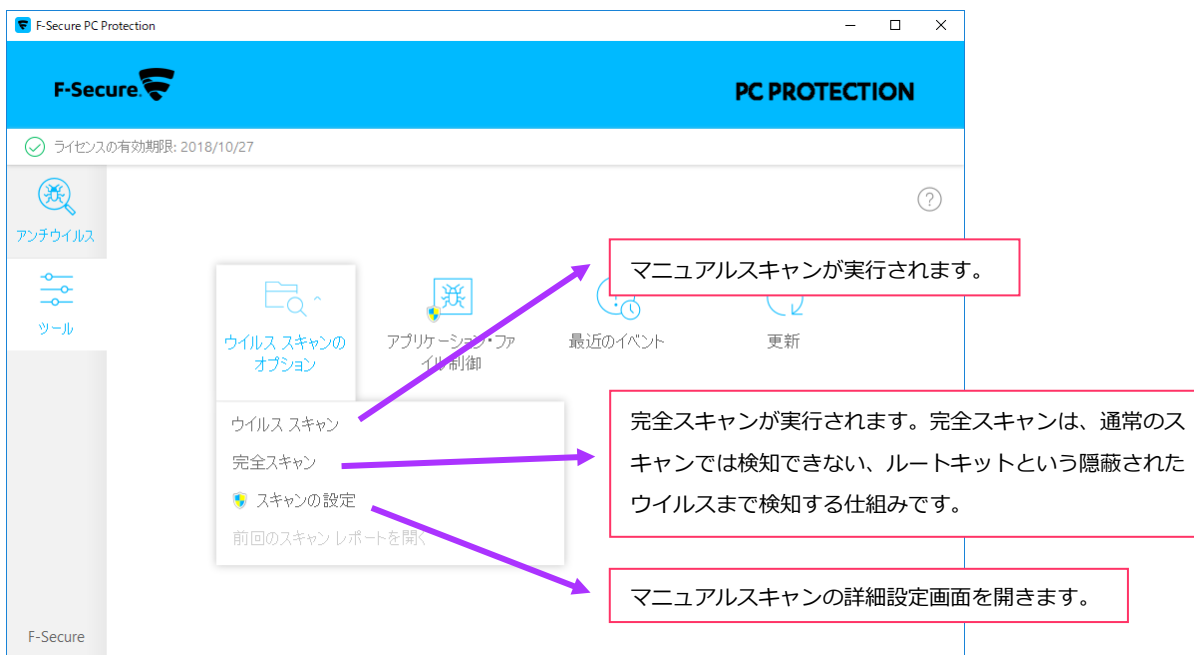 F-Secure PC Protection
F-Secure
PC PROTECTION
ライセンスの有効期限: 2018/10/27
アンチウイルス
ツール
ウイルス スキャンの
オプション
アプリケーション・ファ
イル制御
最近のイベント
更新
ウイルス スキャン
完全スキャン
スキャンの設定
前回のスキャン レポートを開く
マニュアルスキャンが実行されます。
完全スキャンが実行されます。完全スキャンは、通常のス
キャンでは検知できない、ルートキットという隠蔽された
ウイルスまで検知する仕組みです。
マニュアルスキャンの詳細設定画面を開きます。
F-Secure